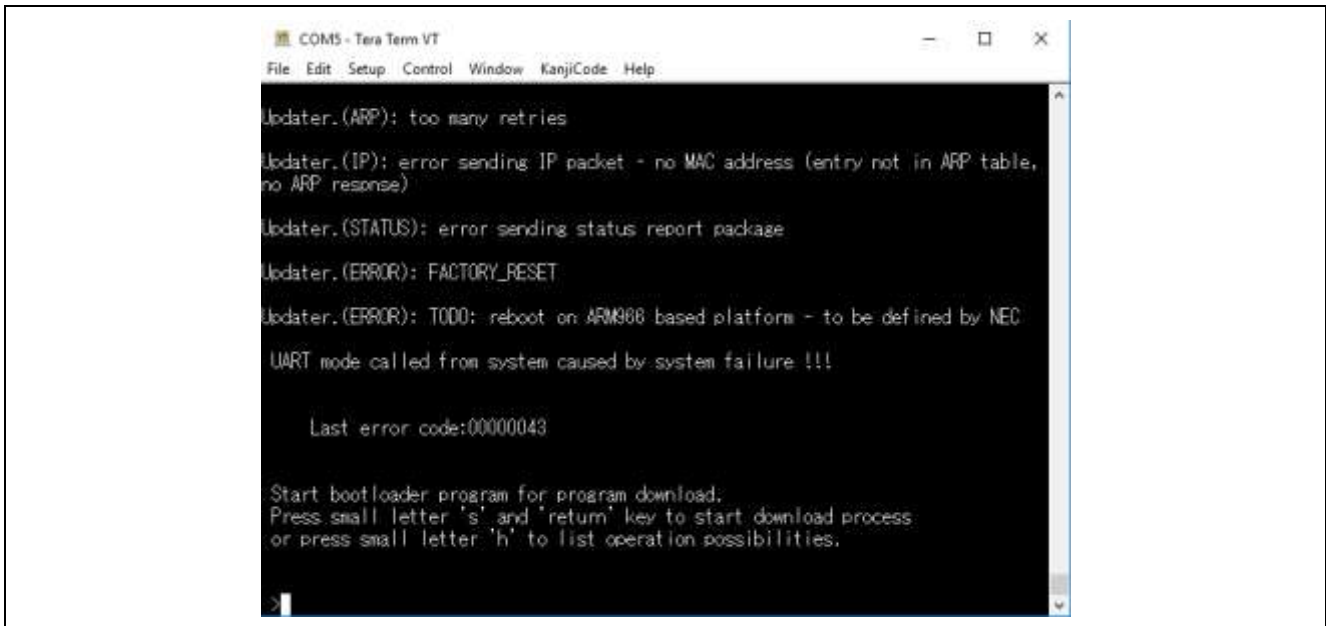 COM5 - Tera Term VT
File Edit Setup Control Window KanjiCode Help
Updater.(ARP): too many retries
Updater.(IP): error sending IP packet - no MAC address (entry not in ARP table,
no ARP response)
Updater.(STATUS): error sending status report package
Updater.(ERROR): FACTORY_RESET
Updater.(ERROR): TODO: reboot on ARM966 based platform - to be defined by NEC
UART mode called from system caused by system failure !!!
Last error code:00000043
Start bootloader program for program download.
Press small letter 's' and 'return' key to start download process
or press small letter 'h' to list operation possibilities.
>